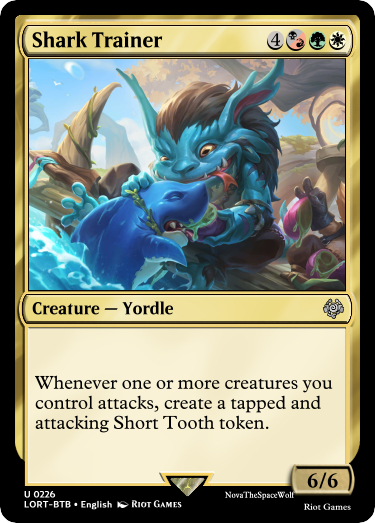 Shark Trainer 4
Creature — Yordle
Whenever one or more creatures you
control attacks, create a tapped and
attacking Short Tooth token.
6/6
U 0226
LORT-BTB • English RIOT GAMES
NovaTheSpaceWolf
Riot Games